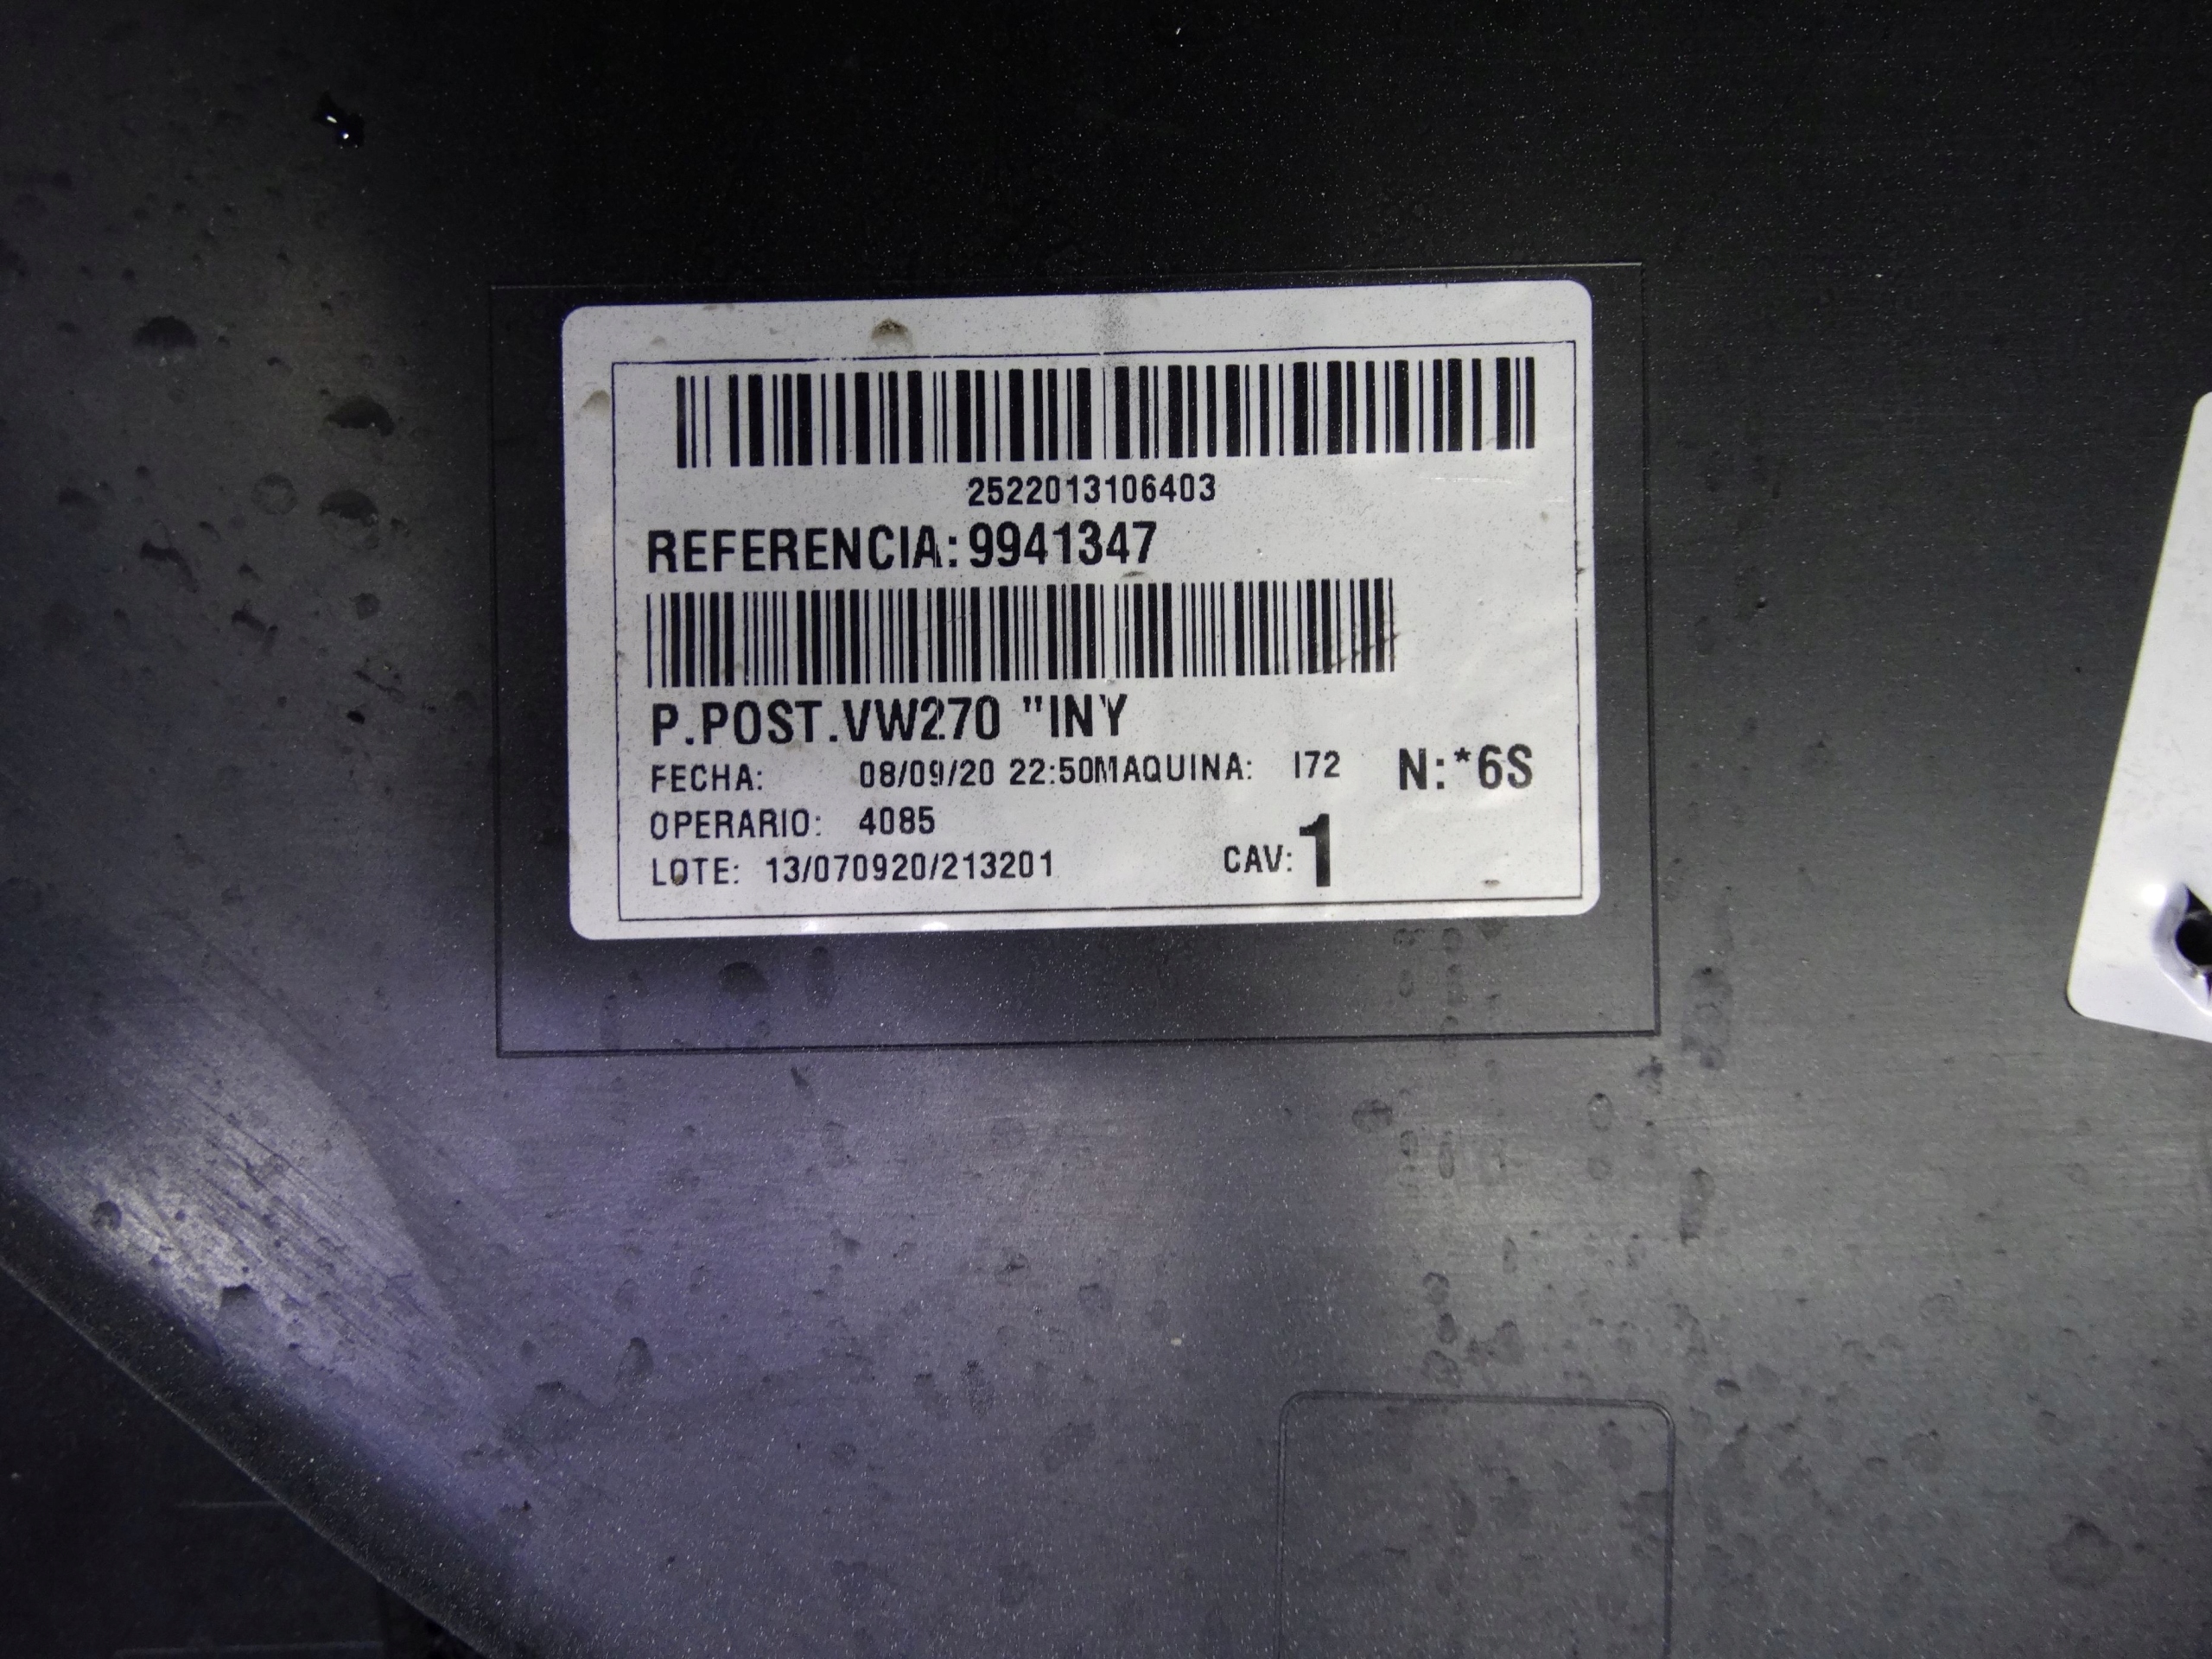 2522013106403
REFERENCIA: 9941347
P.POST.VW270 "INY
FECHA: 08/09/20 22:50MAQUINA: I72 N:*6S
OPERARIO: 4085
LOTE: 13/070920/213201 CAV: 1